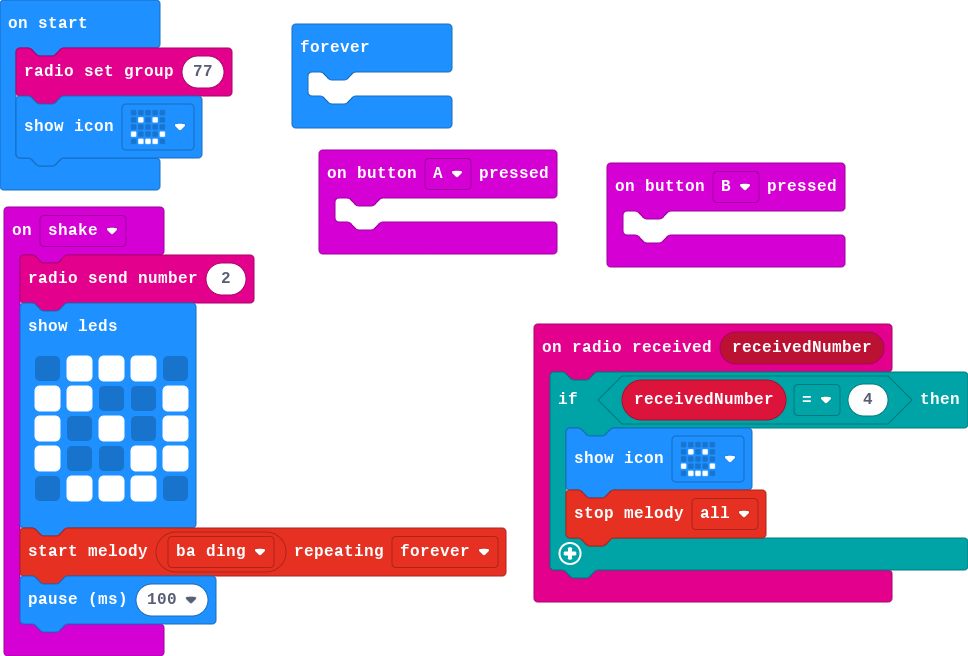 on start
radio set group 77
show icon
forever
on button A pressed
on button B pressed
on shake
radio send number 2
show leds
start melody ba ding repeating forever
pause (ms) 100
on radio received receivedNumber
if receivedNumber = 4 then
show icon
stop melody all